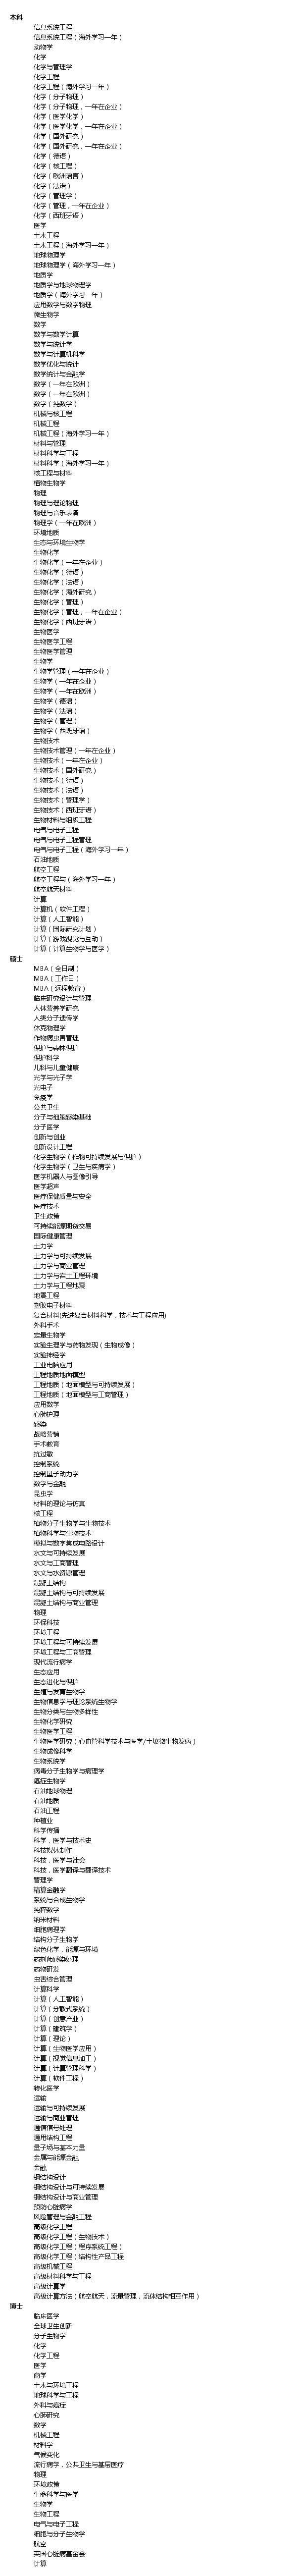 本科
信息系统工程
信息系统工程（海外学习一年）
动物学
化学
化学与管理学
化学工程
化学工程（海外学习一年）
化学（分子物理）
化学（分子物理，一年在企业）
化学（医学化学）
化学（医学化学，一年在企业）
化学（国外研究）
化学（国外研究，一年在企业）
化学（德语）
化学（核工程）
化学（欧洲语言）
化学（法语）
化学（管理学）
化学（管理，一年在企业）
化学（西班牙语）
医学
土木工程
土木工程（海外学习一年）
地球物理学
地球物理学（海外学习一年）
地质学
地质学与地球物理学
地质学（海外学习一年）
应用数学与数学物理
微生物学
数学
数学与数学计算
数学与统计学
数学与计算机科学
数学优化与统计
数学统计与金融学
数学（一年在欧洲）
数学（一年在欧洲）
数学（纯数学）
机械与核工程
机械工程
机械工程（海外学习一年）
材料与管理
材料科学与工程
材料科学（海外学习一年）
核工程与材料
植物生物学
物理
物理与理论物理
物理与音乐表演
物理学（一年在欧洲）
环境地质
生态与环境生物学
生物化学
生物化学（一年在企业）
生物化学（德语）
生物化学（法语）
生物化学（海外研究）
生物化学（管理）
生物化学（管理，一年在企业）
生物化学（西班牙语）
生物医学
生物医学工程
生物医学管理
生物学
生物学管理（一年在企业）
生物学（一年在企业）
生物学（一年在欧洲）
生物学（德语）
生物学（法语）
生物学（管理）
生物学（西班牙语）
生物技术
生物技术管理（一年在企业）
生物技术（一年在企业）
生物技术（国外研究）
生物技术（德语）
生物技术（法语）
生物技术（管理学）
生物技术（西班牙语）
生物材料与组织工程
电气与电子工程
电气与电子工程管理
电气与电子工程（海外学习一年）
石油地质
航空工程
航空工程与（海外学习一年）
航空航天材料
计算
计算机（软件工程）
计算（人工智能）
计算（国际研究计划）
计算（游戏视觉与互动）
计算（计算生物学与医学）
硕士
MBA（全日制）
MBA（工作日）
MBA（远程教育）
临床研究设计与管理
人体营养学研究
人类分子遗传学
休克物理学
作物病虫害管理
保护与森林保护
保护科学
儿科与儿童健康
光学与光子学
光电子
免疫学
公共卫生
分子与细胞感染基础
分子医学
创新与创业
创新设计工程
化学生物学（作物可持续发展与保护）
化学生物学（卫生与疾病学）
医学机器人与图像引导
医学超声
医疗保健质量与安全
医疗技术
卫生政策
可持续能源期货交易
国际健康管理
土力学
土力学与可持续发展
土力学与商业管理
土力学与岩土工程环境
土力学与工程地震
地震工程
塑胶电子材料
复合材料(先进复合材料科学，技术与工程应用)
外科手术
定量生物学
实验生理学与药物发现（生物成像）
实验神经学
工业电脑应用
工程地质地面模型
工程地质（地面模型与可持续发展）
工程地质（地面模型与工商管理）
应用数学
心肺护理
感染
战略营销
手术教育
抗过敏
控制系统
控制量子动力学
数学与金融
昆虫学
材料的理论与仿真
核工程
植物分子生物学与生物技术
植物科学与生物技术
模拟与数字集成电路设计
水文与可持续发展
水文与工商管理
水文与水资源管理
混凝土结构
混凝土结构与可持续发展
混凝土结构与商业管理
物理
环保科技
环境工程
环境工程与可持续发展
环境工程与工商管理
现代流行病学
生态应用
生态进化与保护
生殖与发育生物学
生物信息学与理论系统生物学
生物分类与生物多样性
生物化学研究
生物医学工程
生物医学研究（心血管科学技术与医学/土壤微生物发病）
生物成像科学
生物系统学
病毒分子生物学与病理学
癌症生物学
石油地球物理
石油地质
石油工程
种植业
科学传播
科学，医学与技术史
科技媒体制作
科技，医学与社会
科技，医学翻译与翻译技术
管理学
精算金融学
系统与合成生物学
纯粹数学
纳米材料
细胞病理学
结构分子生物学
绿色化学，能源与环境
药剂师感染处理
药物研发
虫害综合管理
计算科学
计算（人工智能）
计算（分散式系统）
计算（创意产业）
计算（建筑学）
计算（理论）
计算（生物医学应用）
计算（视觉信息加工）
计算（计算管理科学）
计算（软件工程）
转化医学
运输
运输与可持续发展
运输与商业管理
通信信号处理
通用结构工程
量子场与基本力量
金属与能源金融
金融
钢结构设计
钢结构设计与可持续发展
钢结构设计与商业管理
预防心脏病学
风险管理与金融工程
高级化学工程
高级化学工程（生物技术）
高级化学工程（程序系统工程）
高级化学工程（结构性产品工程
高级机械工程
高级材料科学与工程
高级计算学
高级计算方法（航空航天，流量管理，流体结构相互作用）
博士
临床医学
全球卫生创新
分子生物学
化学
化学工程
医学
商学
土木与环境工程
地球科学与工程
外科与癌症
心肺研究
数学
机械工程
材料学
气候变化
流行病学，公共卫生与基层医疗
物理
环境政策
生命科学与医学
生物学
生物工程
电气与电子工程
细胞与分子生物学
航空
英国心脏病基金会
计算